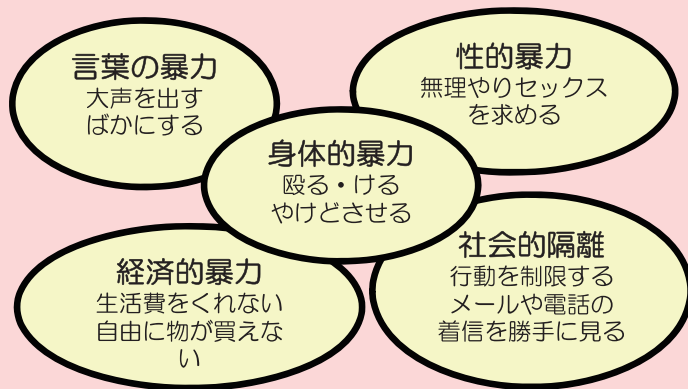 言葉の暴力
大声を出す
ばかにする
性的暴力
無理やりセックス
を求める
身体的暴力
殴る・ける
やけどさせる
経済的暴力
生活費をくれない
自由に物が買えな
い
社会的隔離
行動を制限する
メールや電話の
着信を勝手に見る